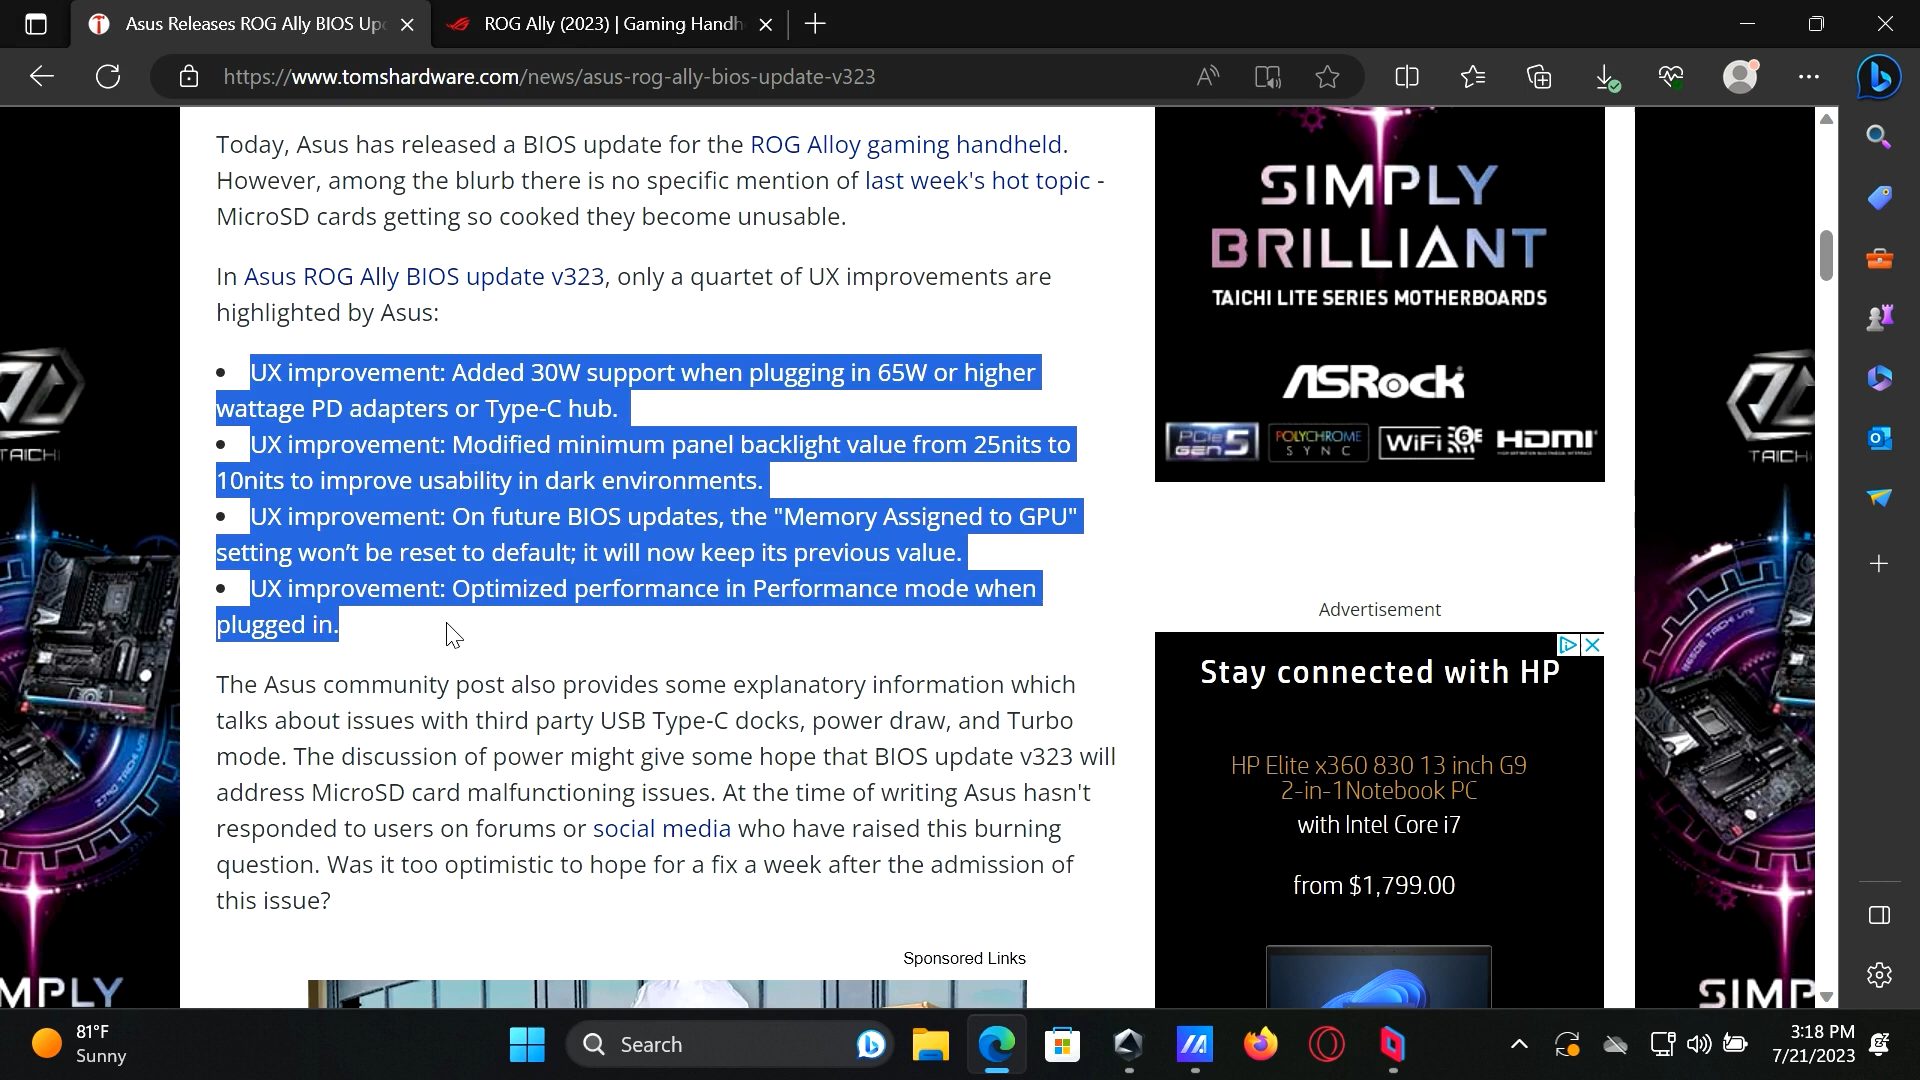 Asus Releases ROG Ally BIOS Up
ROG Ally (2023) | Gaming Handh
https://www.tomshardware.com/news/asus-rog-ally-bios-update-v323
Today, Asus has released a BIOS update for the ROG Alloy gaming handheld.
However, among the blurb there is no specific mention of last week's hot topic -
MicroSD cards getting so cooked they become unusable.
In Asus ROG Ally BIOS update v323, only a quartet of UX improvements are
highlighted by Asus:
• UX improvement: Added 30W support when plugging in 65W or higher
wattage PD adapters or Type-C hub.
• UX improvement: Modified minimum panel backlight value from 25nits to
10nits to improve usability in dark environments.
• UX improvement: On future BIOS updates, the "Memory Assigned to GPU"
setting won’t be reset to default; it will now keep its previous value.
• UX improvement: Optimized performance in Performance mode when
plugged in.
The Asus community post also provides some explanatory information which
talks about issues with third party USB Type-C docks, power draw, and Turbo
mode. The discussion of power might give some hope that BIOS update v323 will
address MicroSD card malfunctioning issues. At the time of writing Asus hasn't
responded to users on forums or social media who have raised this burning
question. Was it too optimistic to hope for a fix a week after the admission of
this issue?
Sponsored Links
SIMPLY
BRILLIANT
TAICHI LITE SERIES MOTHERBOARDS
ASRock
PCIe Gen5
POLYCHROME
SYNC
WiFi 6E
HDMI
Advertisement
Stay connected with HP
HP Elite x360 830 13 inch G9
2-in-1 Notebook PC
with Intel Core i7
from $1,799.00
TAICHI
MPLY
TAICHI
SIMP
81°F
Sunny
Search
3:18 PM
7/21/2023